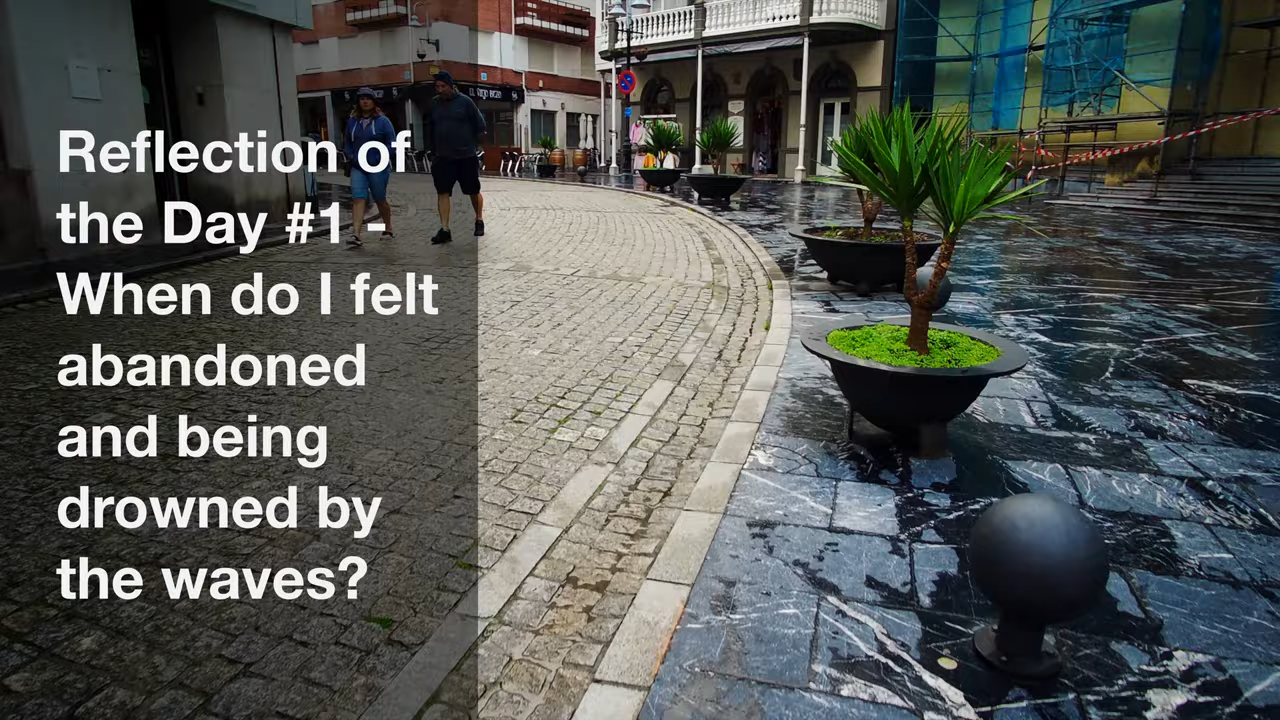 Reflection of
the Day #1 -
When do I felt
abandoned
and being
drowned by
the waves?